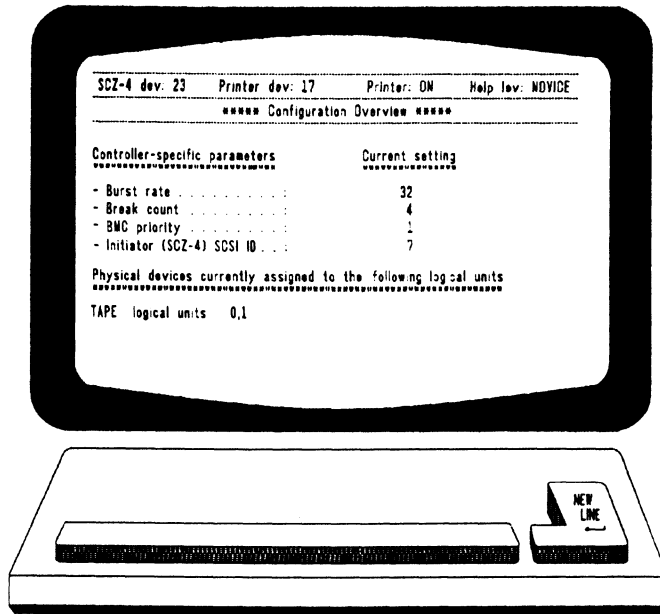 SCZ-4 dev: 23 Printer dev: 17 Printer: ON Help lev: NOVICE
***** Configuration Overview *****
Controller-specific parameters Current setting
- Burst rate . . . . . . . . . : 32
- Break count . . . . . . . . : 4
- BMC priority . . . . . . . : 1
- Initiator (SCZ-4) SCSI ID . . : 7
Physical devices currently assigned to the following logical units
TAPE logical units 0,1
NEW
LINE